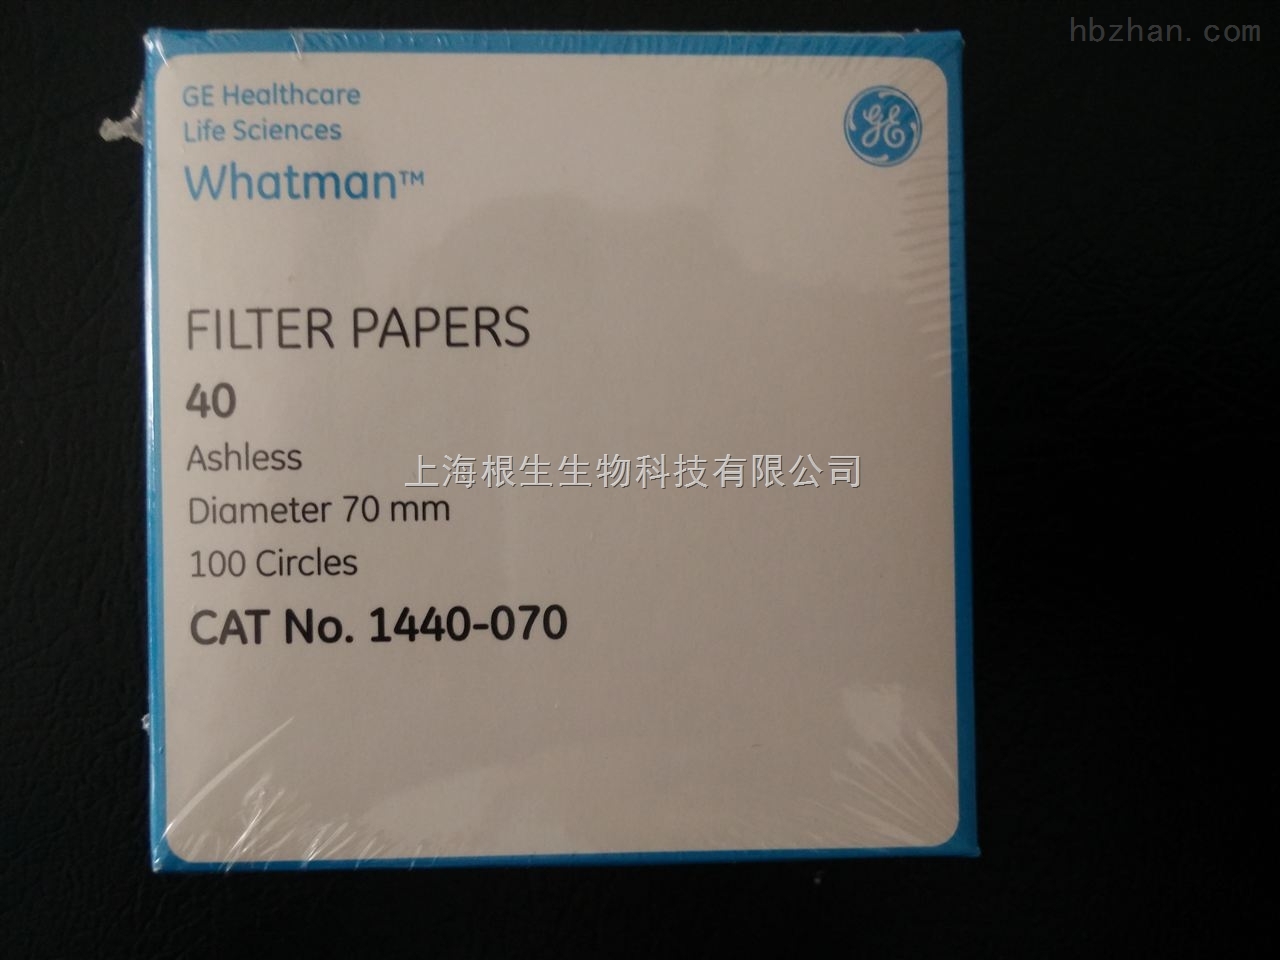 hbzhan.com
GE Healthcare
Life Sciences
Whatman™
GE
FILTER PAPERS
40
Ashless
上海根生生物科技有限公司
Diameter 70 mm
100 Circles
CAT No. 1440-070